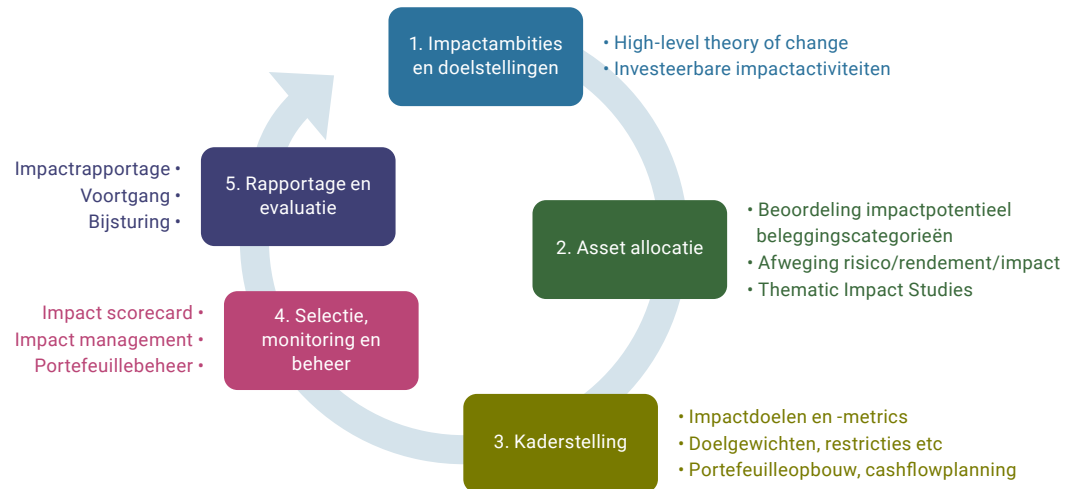 1. Impactambities
en doelstellingen
• High-level theory of change
• Investeerbare impactactiviteiten
2. Asset allocatie
• Beoordeling impactpotentieel
beleggingscategorieën
• Afweging risico/rendement/impact
• Thematic Impact Studies
3. Kaderstelling
• Impactdoelen en -metrics
• Doelgewichten, restricties etc
• Portefeuilleopbouw, cashflowplanning
4. Selectie,
monitoring en
beheer
Impact scorecard •
Impact management •
Portefeuillebeheer •
5. Rapportage en
evaluatie
Impactrapportage •
Voortgang •
Bijsturing •